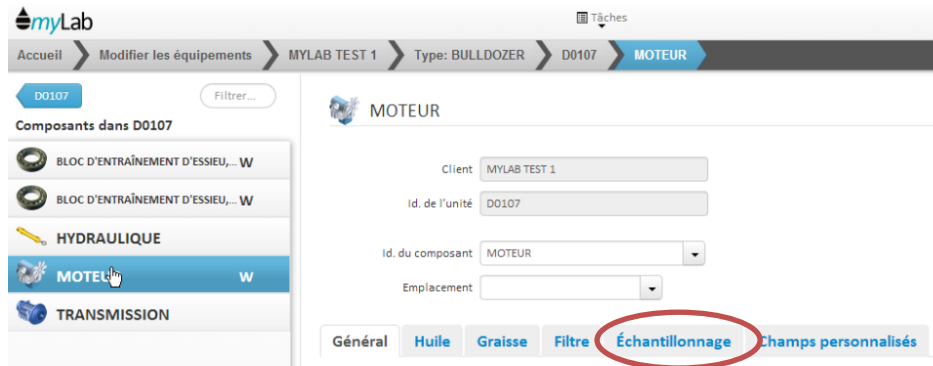 myLab
Tâches
Accueil Modifier les équipements MYLAB TEST 1 Type: BULLDOZER D0107 MOTEUR
D0107 Filtrer...
Composants dans D0107
BLOC D'ENTRAÎNEMENT D'ESSIEU,... W
BLOC D'ENTRAÎNEMENT D'ESSIEU,... W
HYDRAULIQUE
MOTEUR W
TRANSMISSION
MOTEUR
Client MYLAB TEST 1
Id. de l'unité D0107
Id. du composant MOTEUR
Emplacement
Général Huile Graisse Filtre Échantillonnage Champs personnalisés